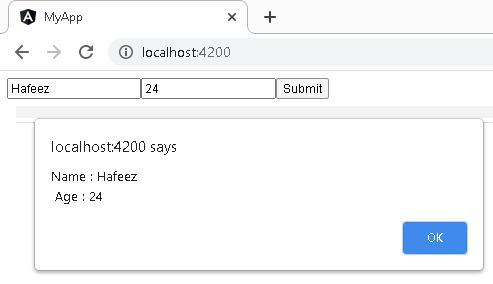 MyApp
localhost:4200
Hafeez 24 Submit
localhost:4200 says
Name : Hafeez
Age : 24
OK